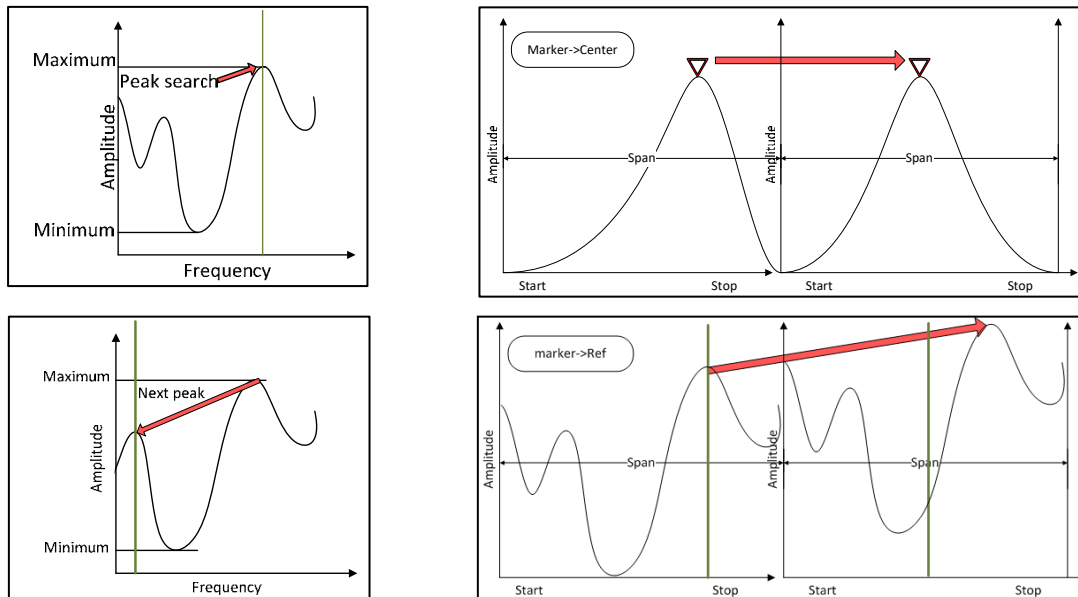 Maximum
Peak search
Amplitude
Minimum
Frequency
Marker->Center
Amplitude
Span
Amplitude
Span
Start
Stop
Start
Stop
Maximum
Next peak
Amplitude
Minimum
Frequency
marker->Ref
Amplitude
Span
Amplitude
Span
Start
Stop
Start
Stop